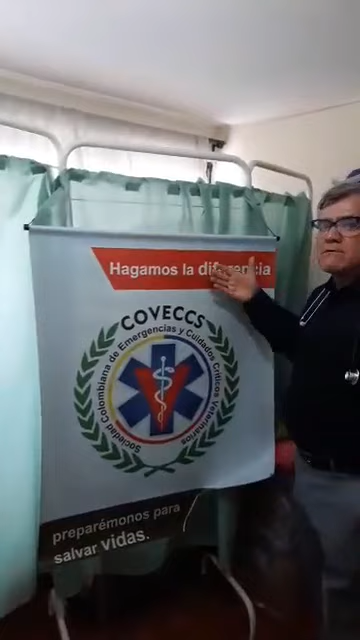 Hagamos la diferencia
COVECCS
Sociedad Colombiana de Emergencias y Cuidados Críticos Veterinarios
preparémonos para
salvar vidas.